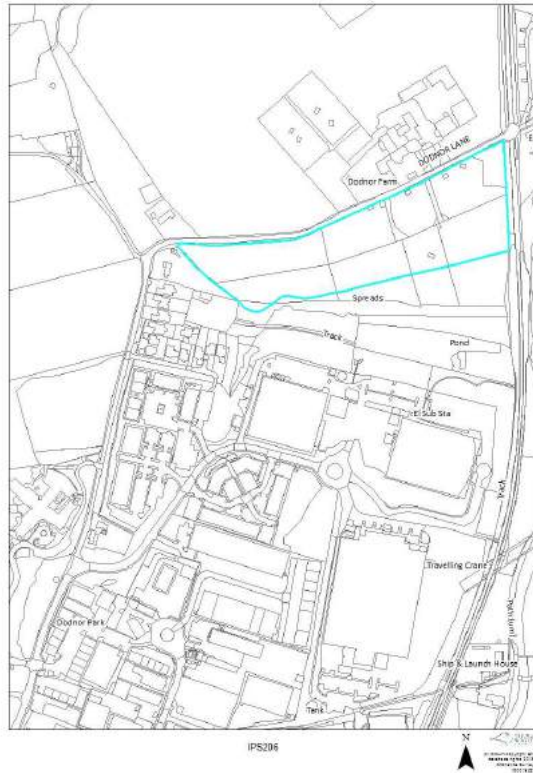 DODNOR LANE
Dodnor Farm
Spreads
Track
Pond
El Sub Sta
Track
Travelling Crane
Path (um)
Dodnor Park
Ship & Launch House
Tank
IPS206
N